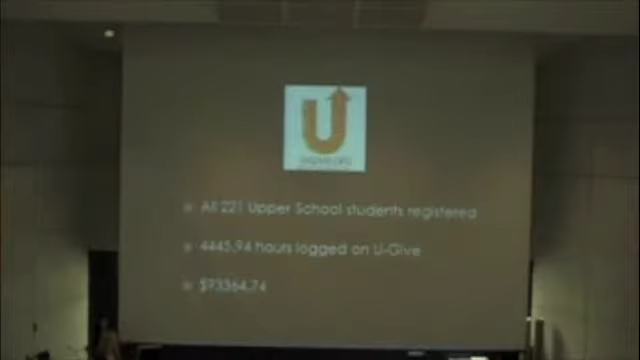 U
All 221 Upper School students registered
4445.94 hours logged on U-Give
$93364.74